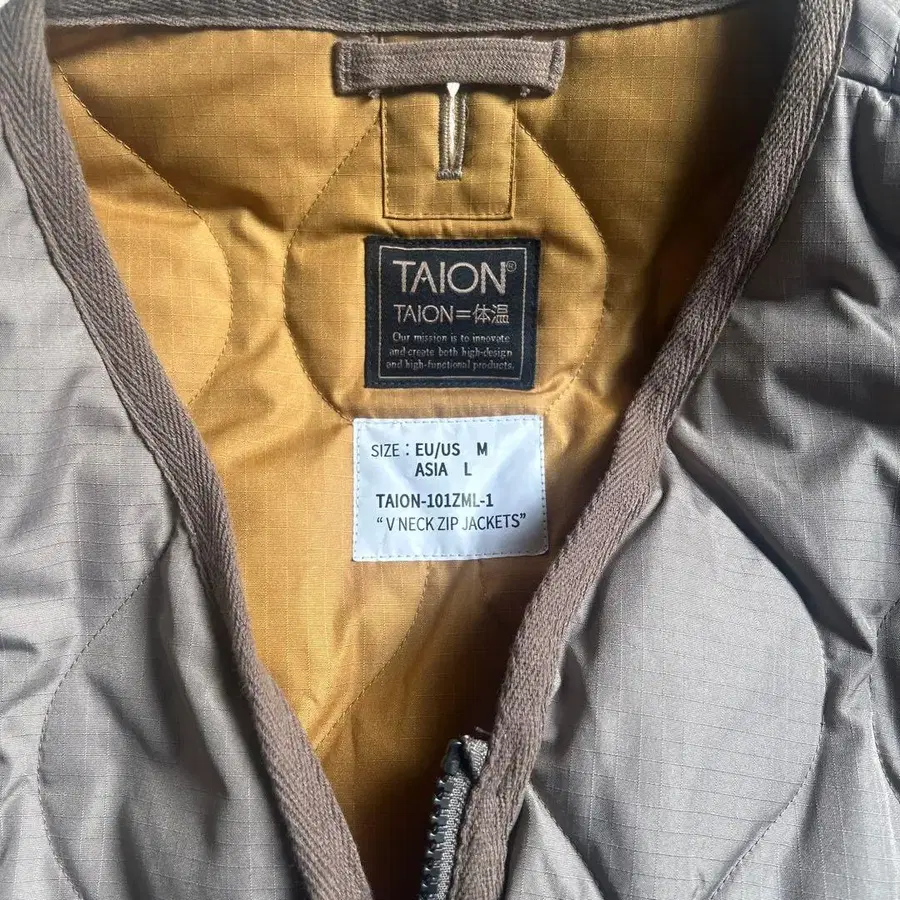 TAION®
TAION=体温
Our mission is to innovate
and create both high-design
and high-functional products.
SIZE : EU/US M
ASIA L
TAION-101ZML-1
“V NECK ZIP JACKETS”